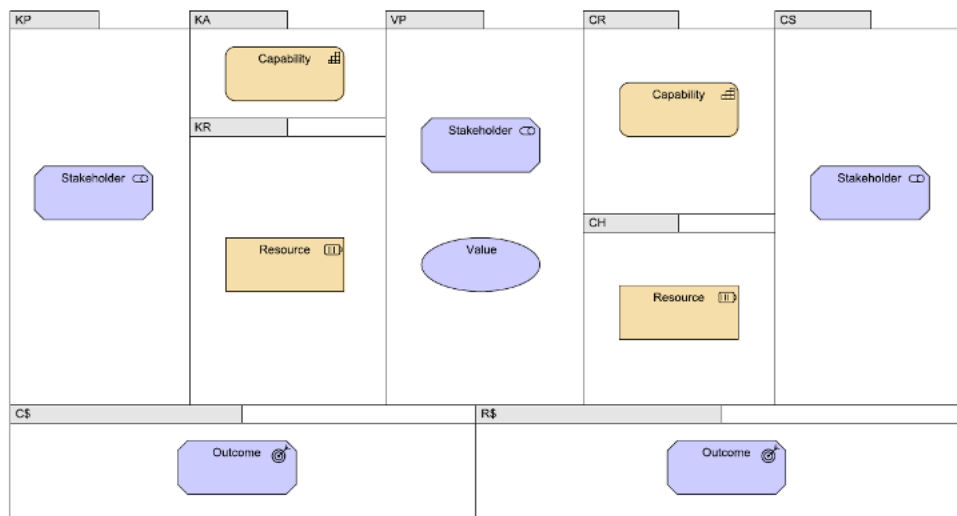 KP
KA
VP
CR
CS
Capability
Capability
KR
Stakeholder
Stakeholder
Stakeholder
CH
Resource
Value
Resource
C$
R$
Outcome
Outcome